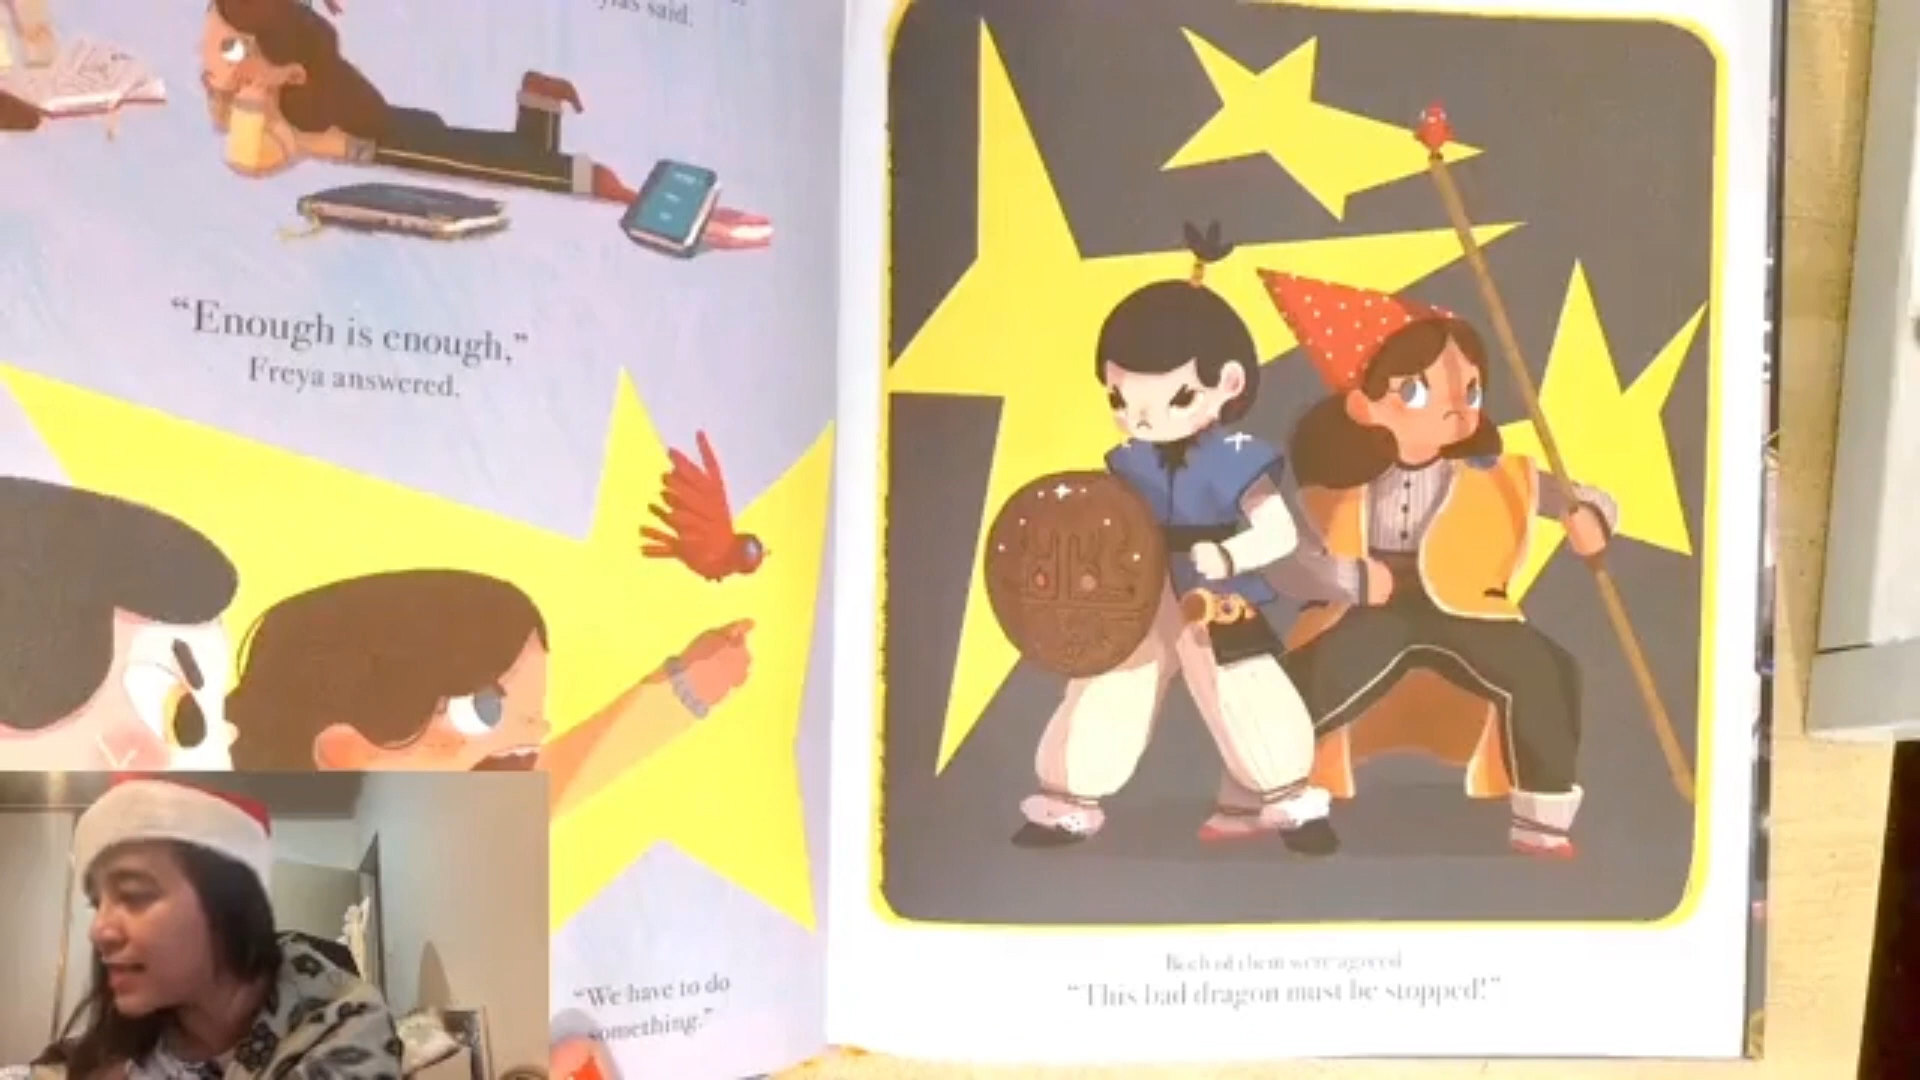 said.
"Enough is enough,"
Freya answered.
"We have to do
something."
Both of them were agreed
"This bad dragon must be stopped!"